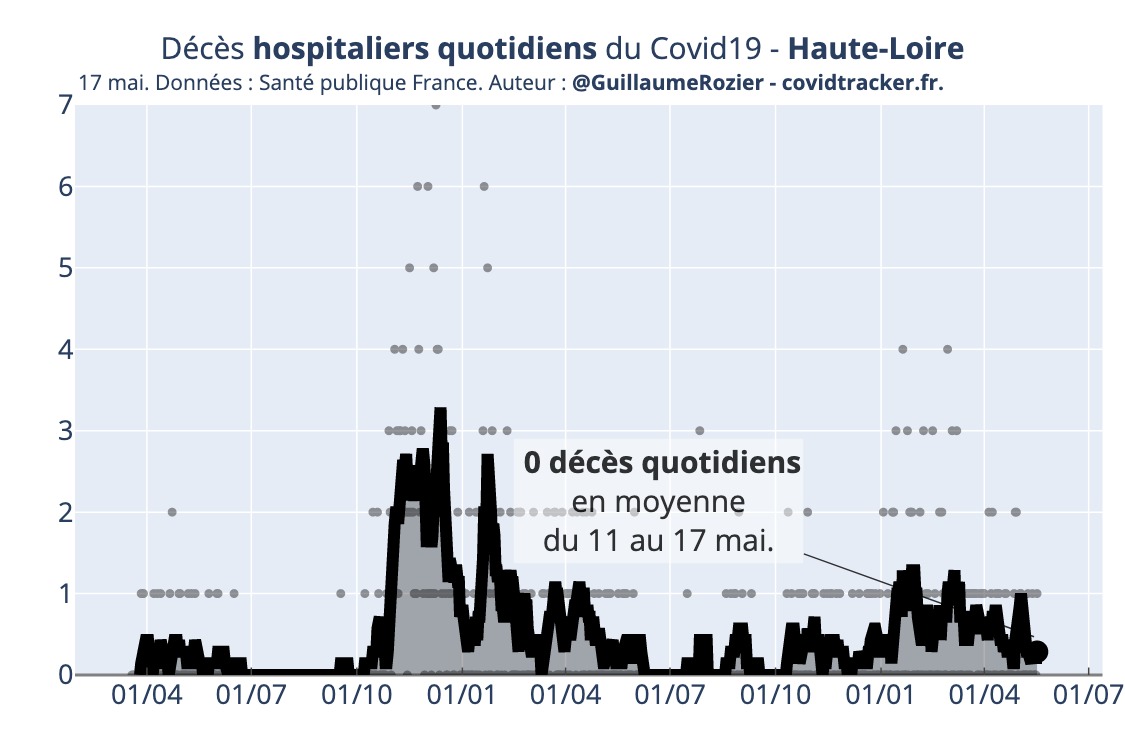 Décès hospitaliers quotidiens du Covid19 - Haute-Loire
17 mai. Données : Santé publique France. Auteur : @GuillaumeRozier - covidtracker.fr.
7
6
5
4
3
2
1
0
0 décès quotidiens
en moyenne
du 11 au 17 mai.
01/04 01/07 01/10 01/01 01/04 01/07 01/10 01/01 01/04 01/07